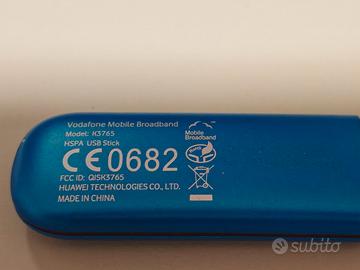 Vodafone Mobile Broadband
Model: K3765
HSPA USB Stick
Mobile
Broadband
CE0682
FCC ID: QISK3765
HUAWEI TECHNOLOGIES CO., LTD.
MADE IN CHINA
subito